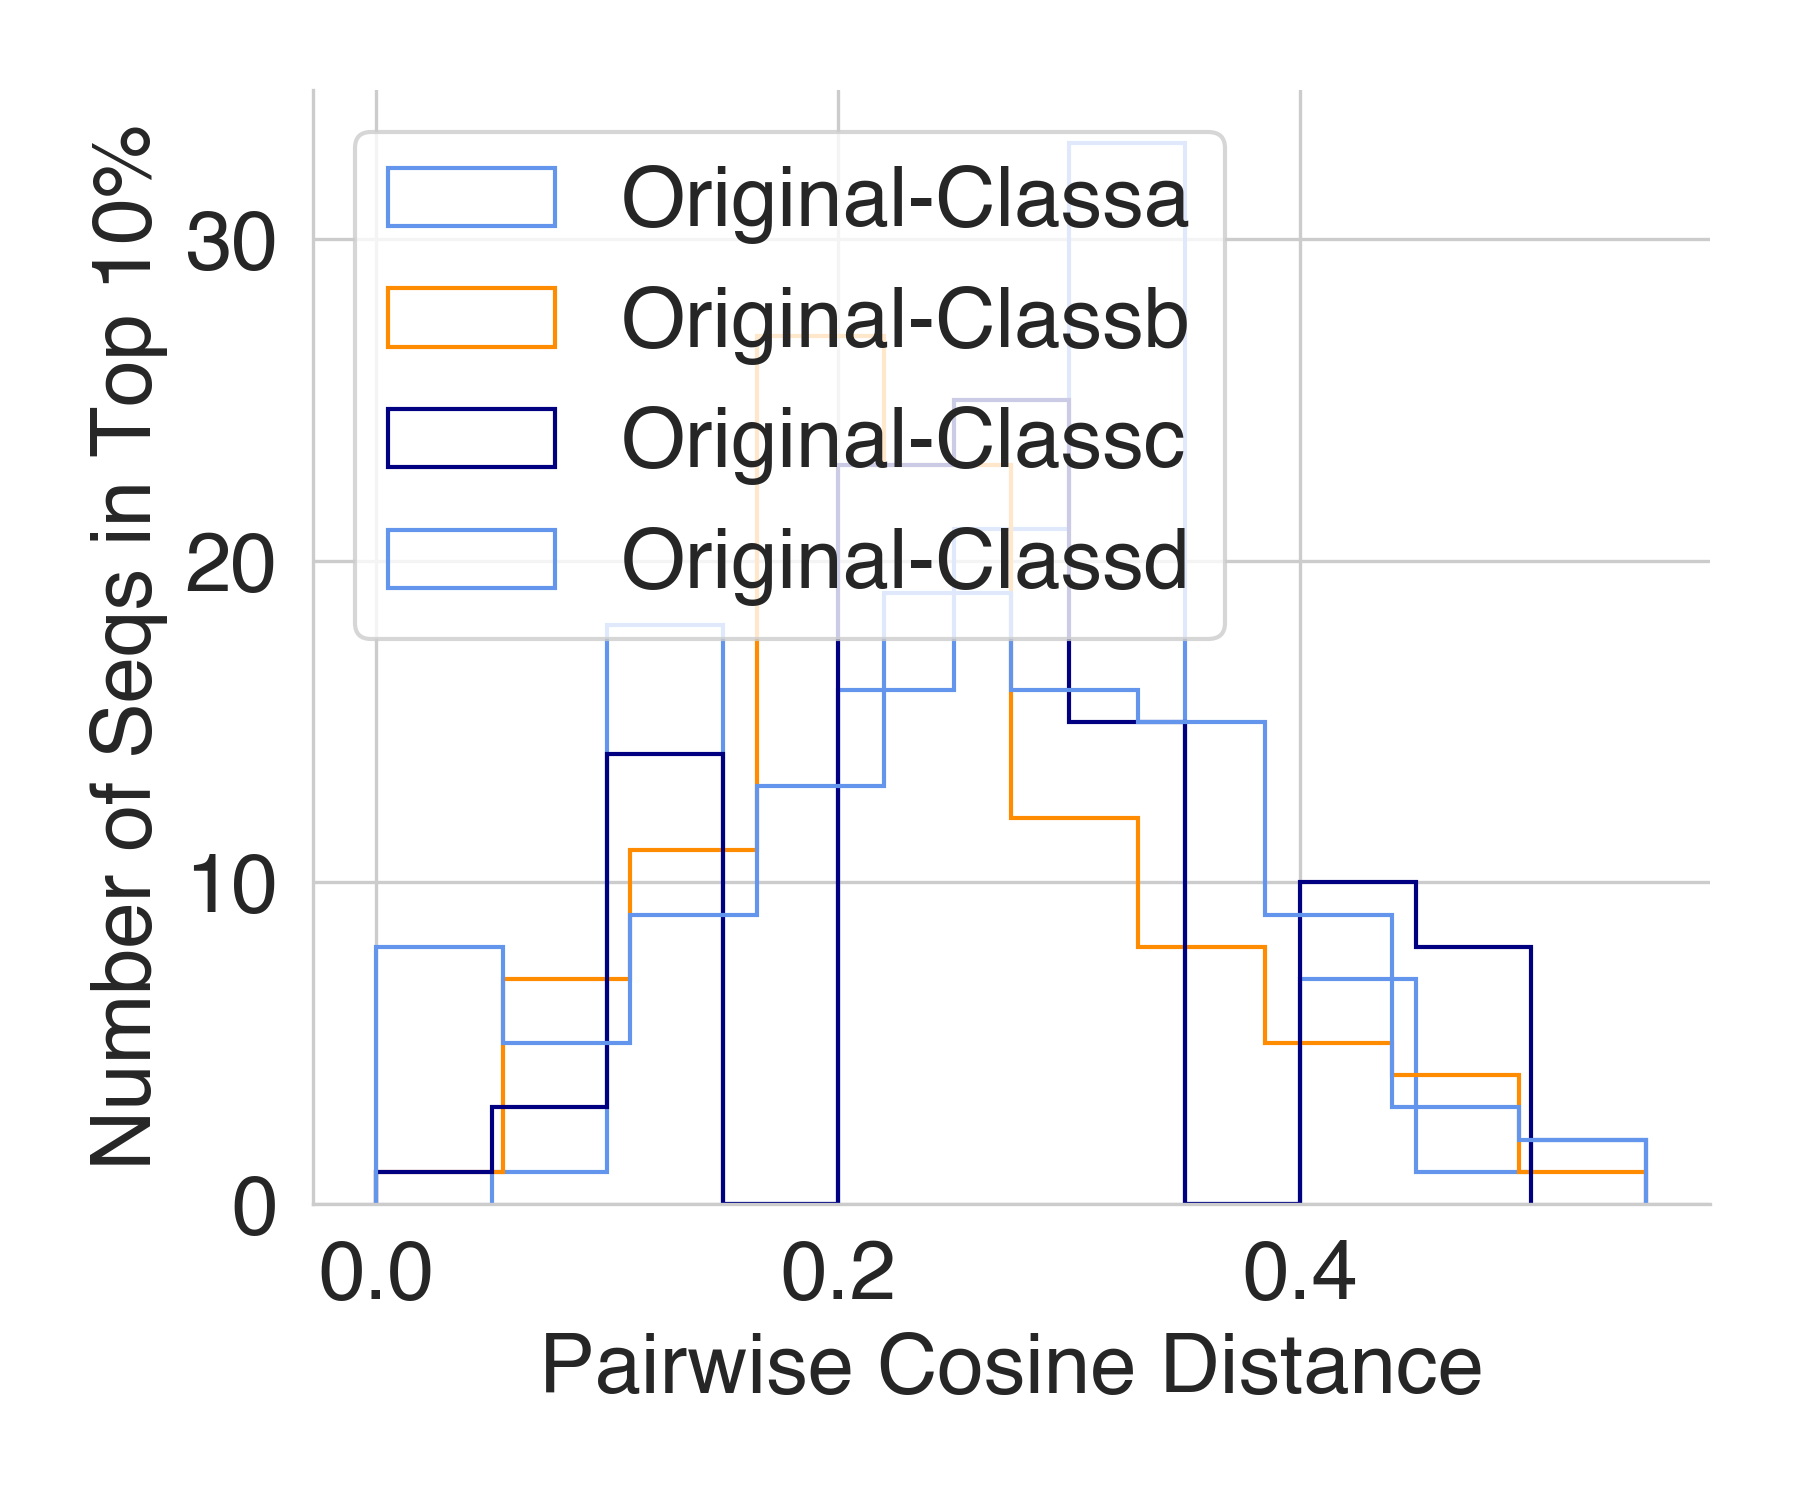 Number of Seqs in Top 10%
30
20
10
0
Original-Classa
Original-Classb
Original-Classc
Original-Classd
0.0
0.2
0.4
Pairwise Cosine Distance